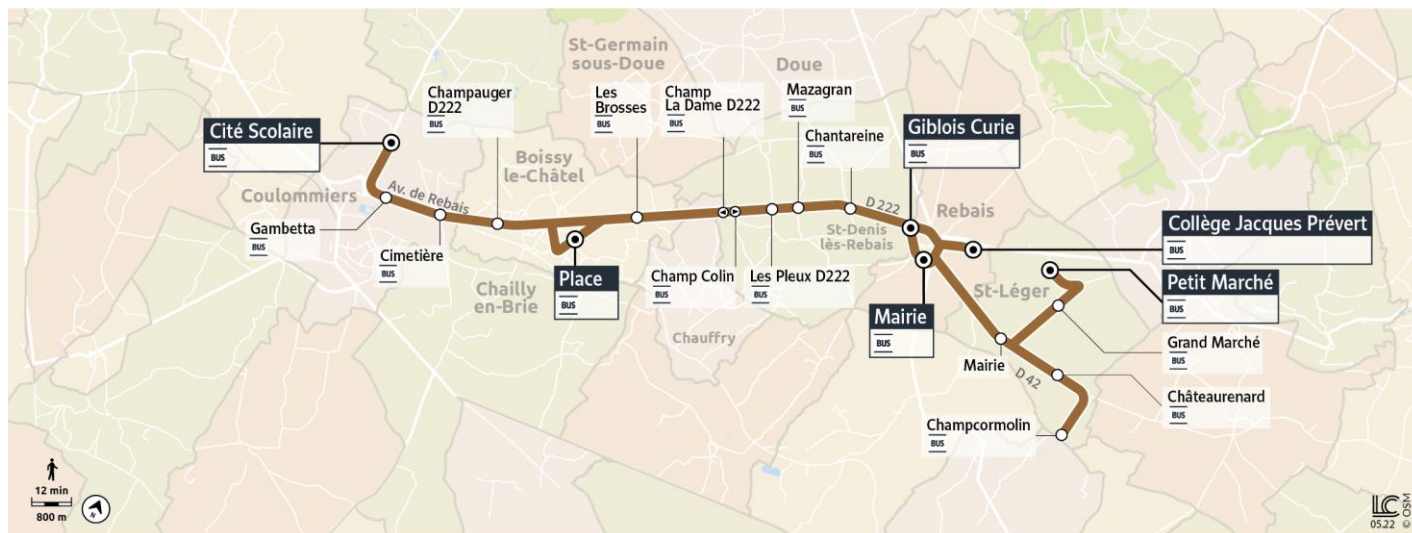 St-Germain
sous-Doue
Doue
Champauger
D222
BUS
Les
Brosses
BUS
Champ
La Dame D222
BUS
Mazagran
BUS
Cité Scolaire
BUS
Chantareine
BUS
Giblois Curie
BUS
Boissy
le-Châtel
Coulommiers
Av. de Rebais
D 222
Rebais
Gambetta
BUS
St-Denis
lès-Rebais
Collège Jacques Prévert
BUS
Cimetière
BUS
Place
BUS
Champ Colin
BUS
Les Pleux D222
BUS
Chailly
en-Brie
St-Léger
Petit Marché
BUS
Mairie
BUS
Chauffry
Grand Marché
BUS
Mairie
D 42
Châteaurenard
BUS
Champcormolin
BUS
12 min
800 m
N
LC
05.22
© OSM